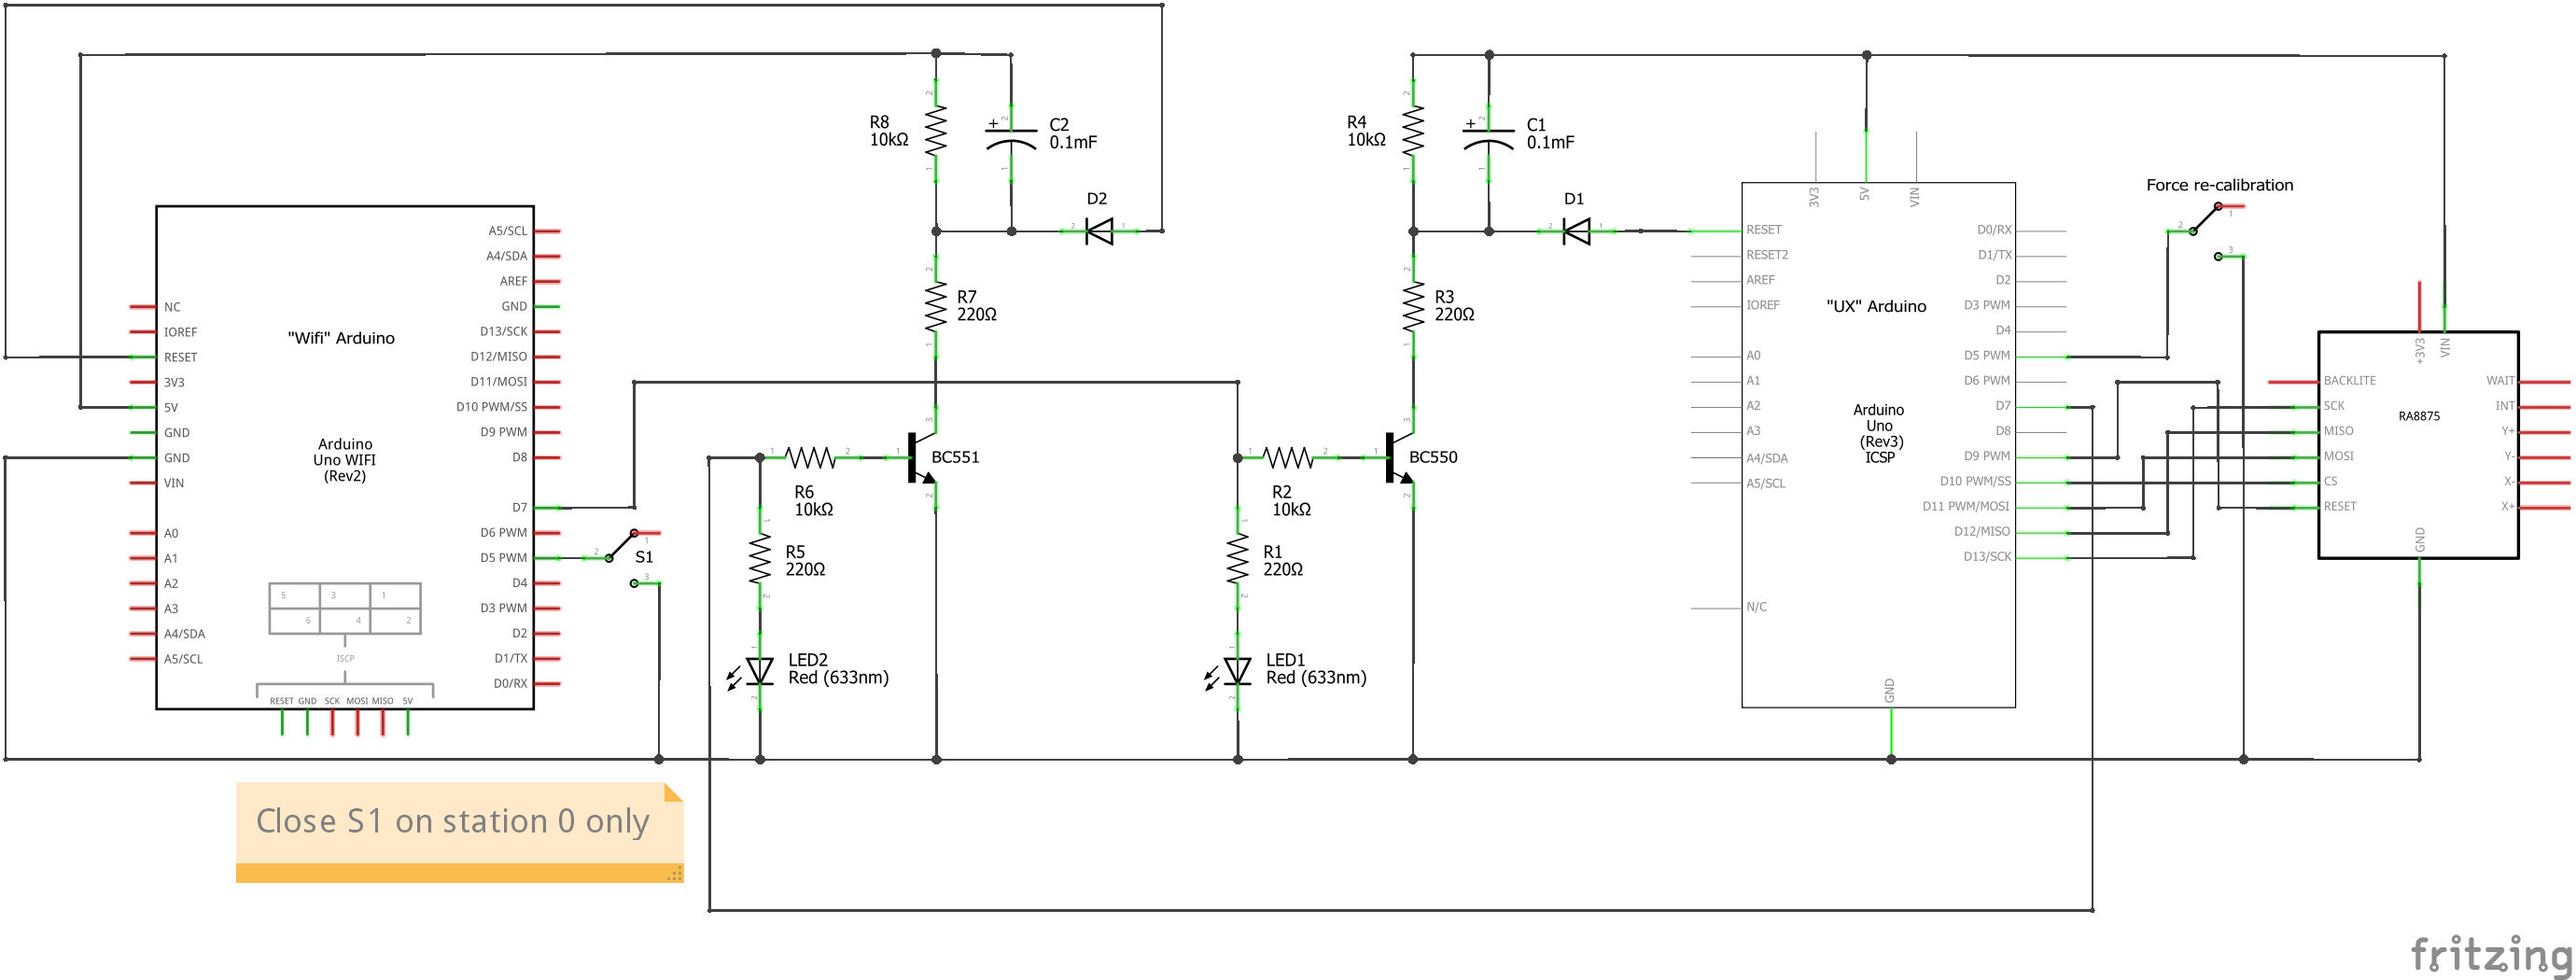 R8
10kΩ
+
C2
0.1mF
D2
R4
10kΩ
+
C1
0.1mF
D1
R7
220Ω
R3
220Ω
"Wifi" Arduino
Arduino
Uno WIFI
(Rev2)
NC
IOREF
RESET
3V3
5V
GND
GND
VIN
A0
A1
A2
A3
A4/SDA
A5/SCL
A5/SCL
A4/SDA
AREF
GND
D13/SCK
D12/MISO
D11/MOSI
D10 PWM/SS
D9 PWM
D8
D7
D6 PWM
D5 PWM
D4
D3 PWM
D2
D1/TX
D0/RX
5 3 1
6 4 2
ISCP
RESET GND SCK MOSI MISO 5V
2
1
S1
3
R6
10kΩ
BC551
R5
220Ω
LED2
Red (633nm)
R2
10kΩ
BC550
R1
220Ω
LED1
Red (633nm)
3V3
5V
VIN
"UX" Arduino
Arduino
Uno
(Rev3)
ICSP
RESET
RESET2
AREF
IOREF
A0
A1
A2
A3
A4/SDA
A5/SCL
N/C
D0/RX
D1/TX
D2
D3 PWM
D4
D5 PWM
D6 PWM
D7
D8
D9 PWM
D10 PWM/SS
D11 PWM/MOSI
D12/MISO
D13/SCK
GND
Force re-calibration
2
1
3
+3V3
VIN
RA8875
BACKLITE
SCK
MISO
MOSI
CS
RESET
WAIT
INT
Y+
Y-
X-
X+
GND
Close S1 on station 0 only
fritzing